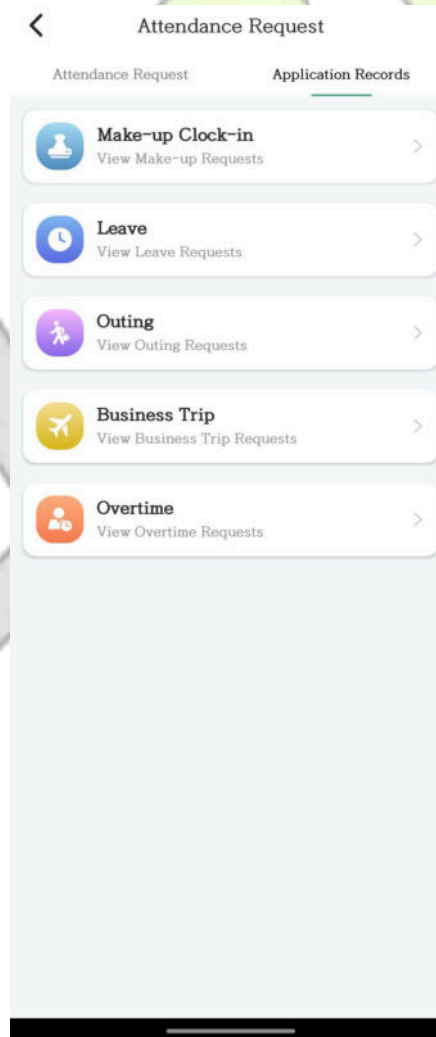 Attendance Request
Attendance Request
Application Records
Make-up Clock-in
View Make-up Requests
Leave
View Leave Requests
Outing
View Outing Requests
Business Trip
View Business Trip Requests
Overtime
View Overtime Requests